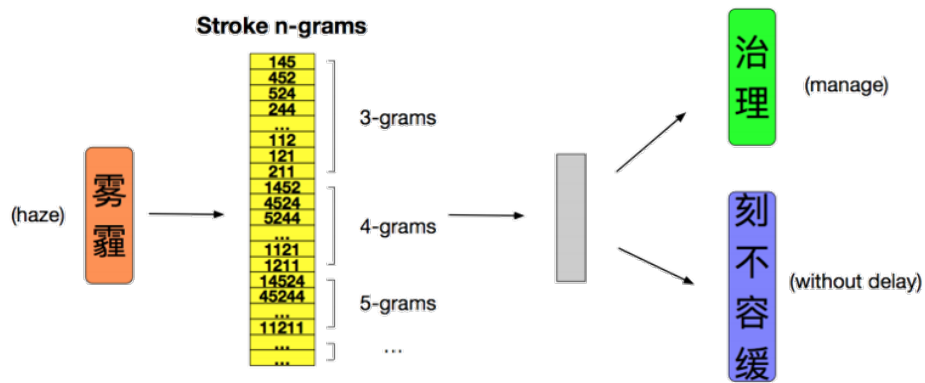 Stroke n-grams
(haze)
雾
霾
145
452
524
244
...
112
121
211
1452
4524
5244
...
1121
1211
14524
45244
...
11211
...
...
3-grams
4-grams
5-grams
...
治
理
(manage)
刻
不
容
缓
(without delay)